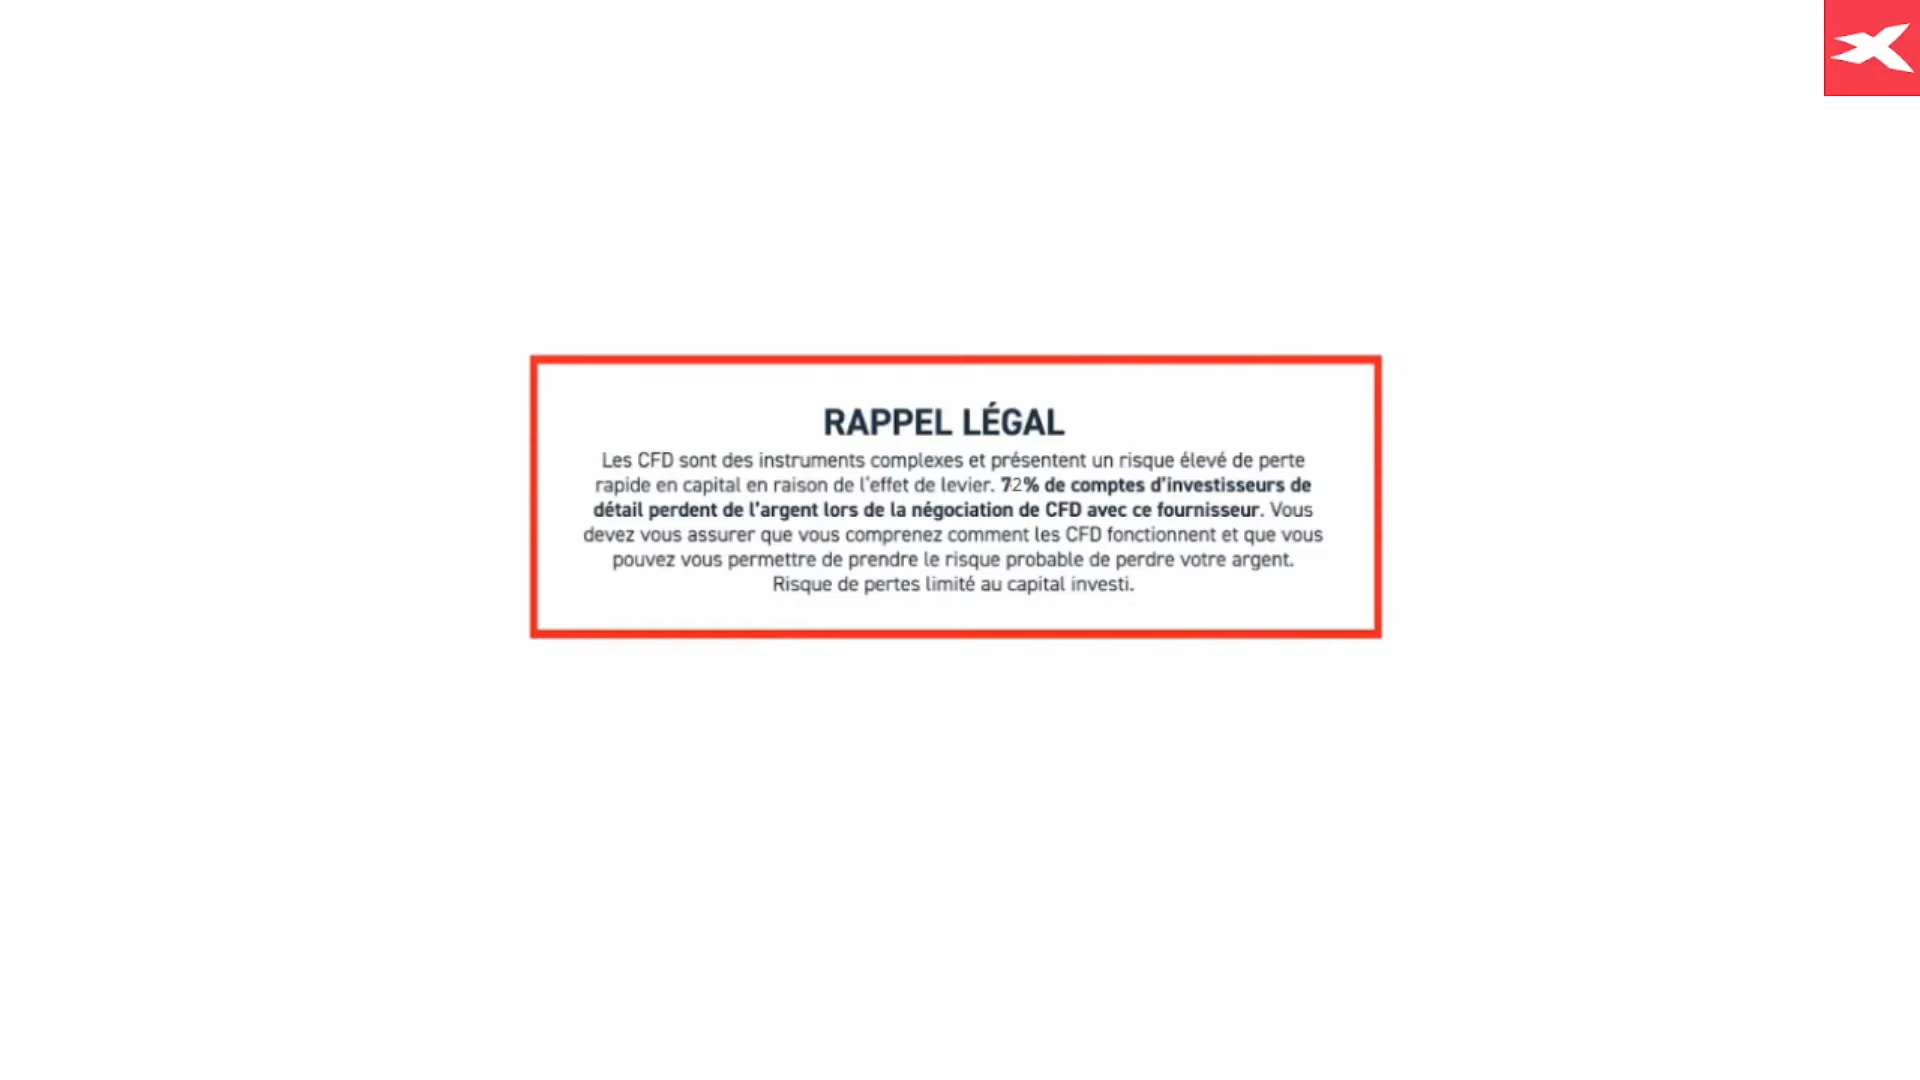 RAPPEL LÉGAL
Les CFD sont des instruments complexes et présentent un risque élevé de perte
rapide en capital en raison de l'effet de levier. 72% de comptes d'investisseurs de
détail perdent de l'argent lors de la négociation de CFD avec ce fournisseur. Vous
devez vous assurer que vous comprenez comment les CFD fonctionnent et que vous
pouvez vous permettre de prendre le risque probable de perdre votre argent.
Risque de pertes limité au capital investi.